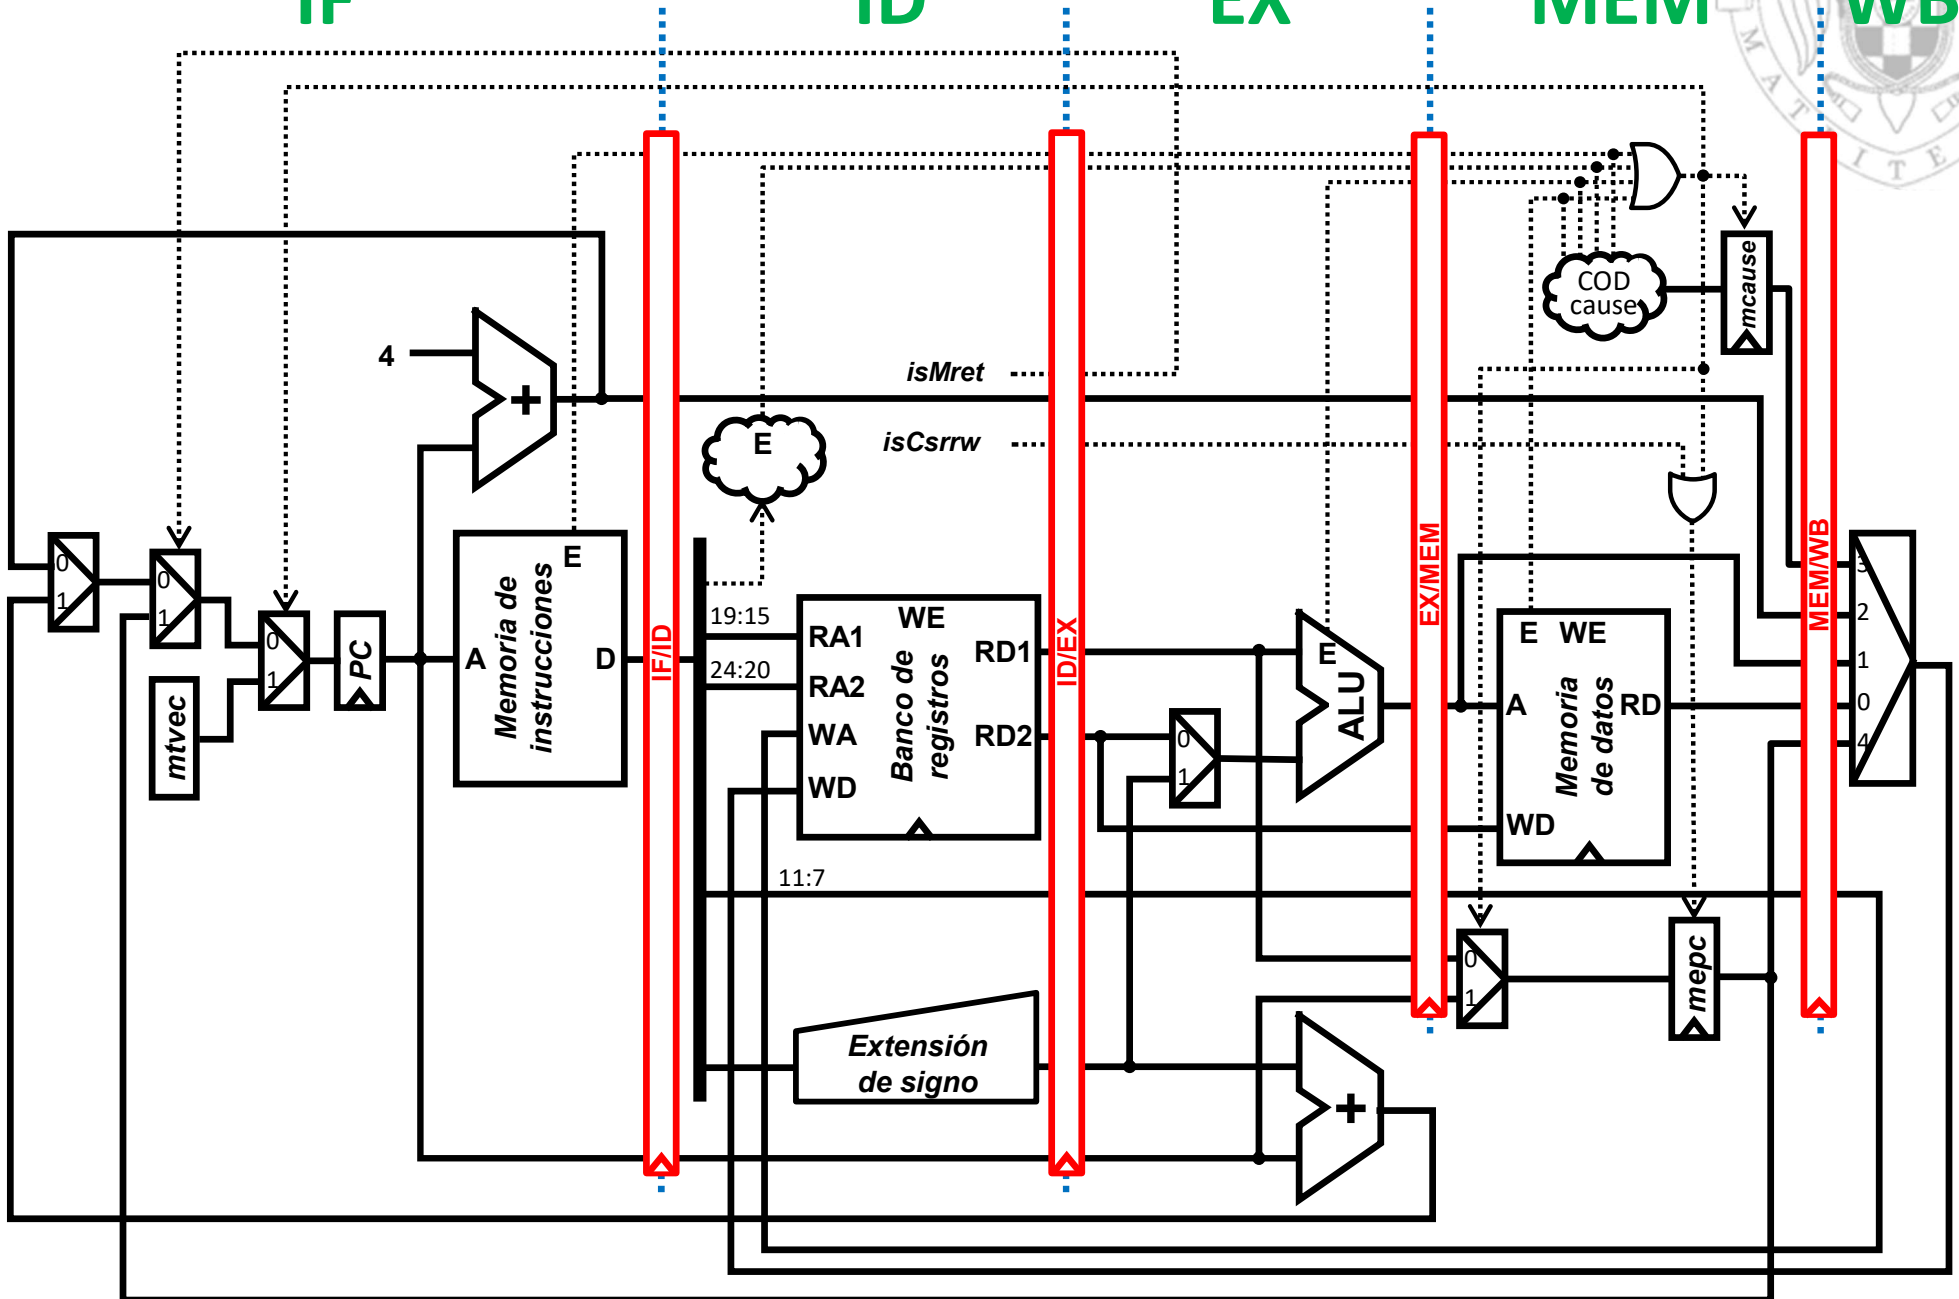 IF
ID
EX
MEM
WB
M
A
T
I
T
E
COD
cause
mcause
4
+
isMret
isCsrrw
E
0
1
0
1
0
1
mtvec
PC
E
Memoria de
instrucciones
A
D
IF/ID
19:15
24:20
WE
RA1
RA2
WA
WD
Banco de
registros
RD1
RD2
ID/EX
0
1
E
ALU
EX/MEM
E WE
A
Memoria
de datos
RD
WD
MEM/WB
3
2
1
0
4
11:7
0
1
mepc
Extensión
de signo
+